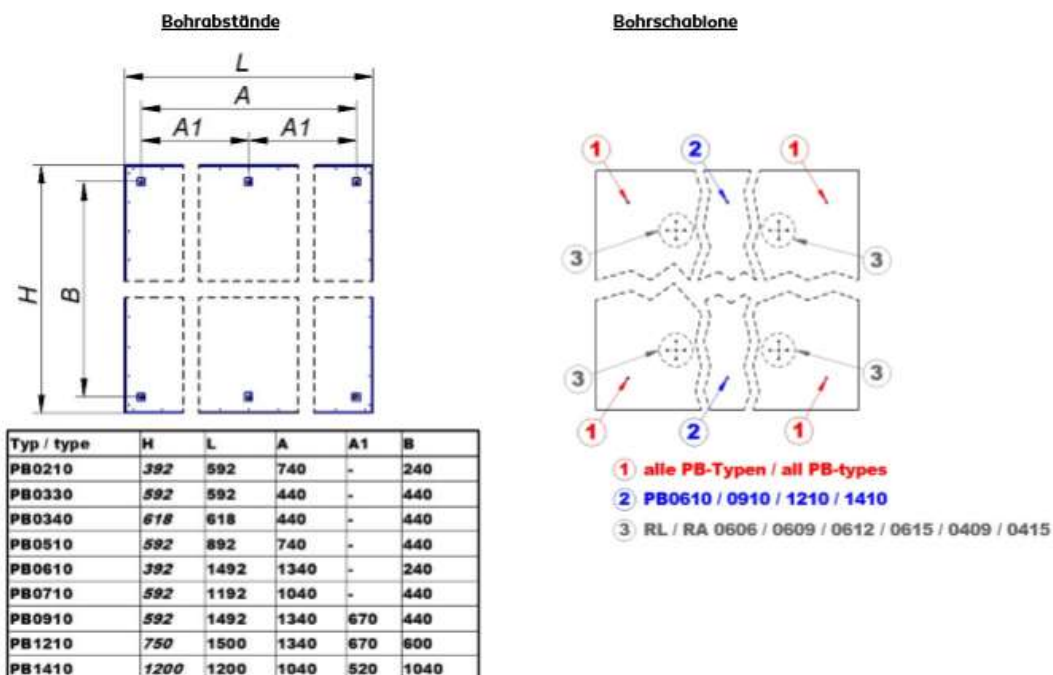 Bohrabstände
Bohrschablone
L
A
A1 A1
H
B
1 2 1
3 3
3 3
1 2 1
Typ / type H L A A1 B
PB0210 392 592 740 - 240
PB0330 592 592 440 - 440
PB0340 618 618 440 - 440
PB0510 592 892 740 - 440
PB0610 392 1492 1340 - 240
PB0710 592 1192 1040 - 440
PB0910 592 1492 1340 670 440
PB1210 750 1500 1340 670 600
PB1410 1200 1200 1040 520 1040
1 alle PB-Typen / all PB-types
2 PB0610 / 0910 / 1210 / 1410
3 RL / RA 0606 / 0609 / 0612 / 0615 / 0409 / 0415